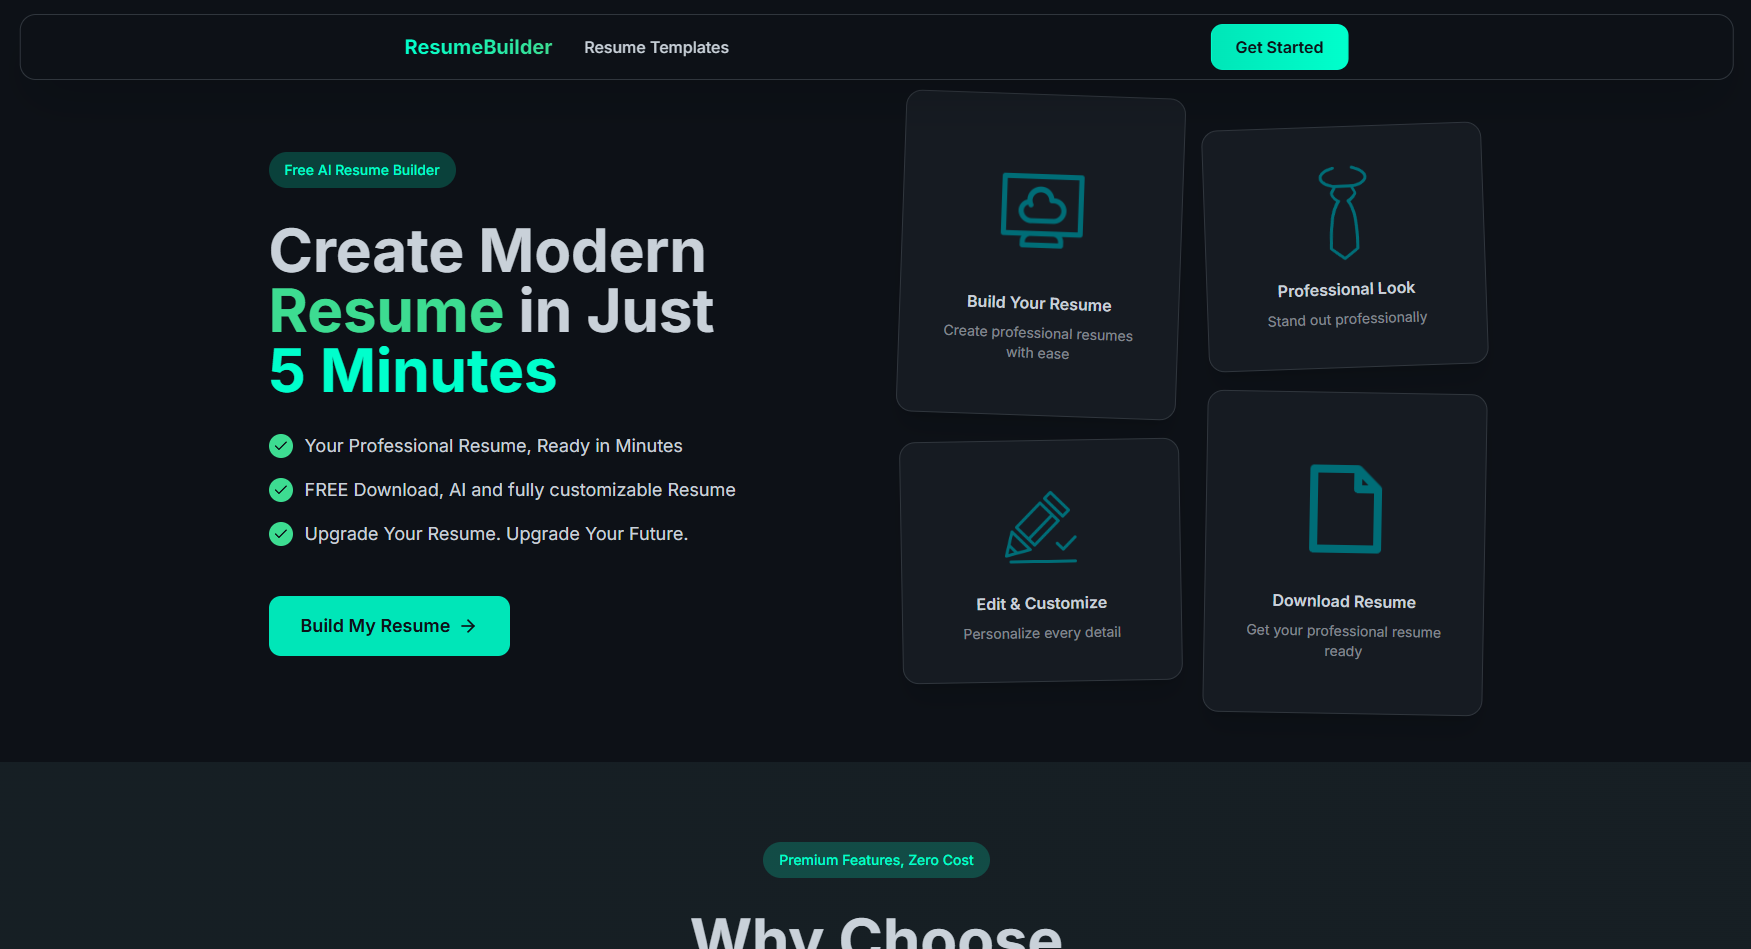 ResumeBuilder
Resume Templates
Get Started
Free AI Resume Builder
Create Modern
Resume in Just
5 Minutes
Your Professional Resume, Ready in Minutes
FREE Download, AI and fully customizable Resume
Upgrade Your Resume. Upgrade Your Future.
Build My Resume →
Build Your Resume
Create professional resumes
with ease
Professional Look
Stand out professionally
Edit & Customize
Personalize every detail
Download Resume
Get your professional resume
ready
Premium Features, Zero Cost
Why Choose